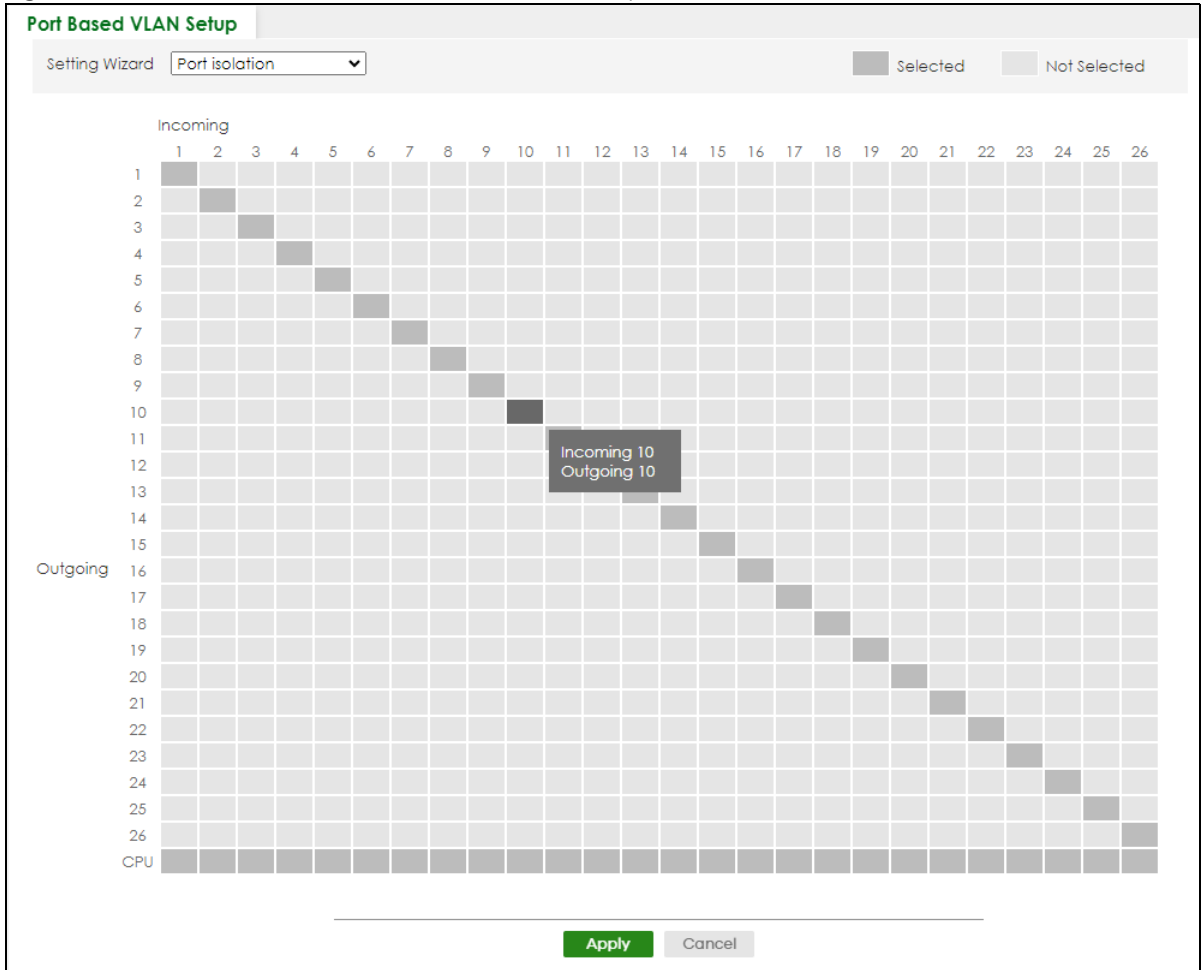 Port Based VLAN Setup
Setting Wizard Port isolation Selected Not Selected
Incoming
1 2 3 4 5 6 7 8 9 10 11 12 13 14 15 16 17 18 19 20 21 22 23 24 25 26
1
2
3
4
5
6
7
8
9
10
11
Incoming 10
12
Outgoing 10
13
14
15
Outgoing 16
17
18
19
20
21
22
23
24
25
26
CPU
Apply Cancel